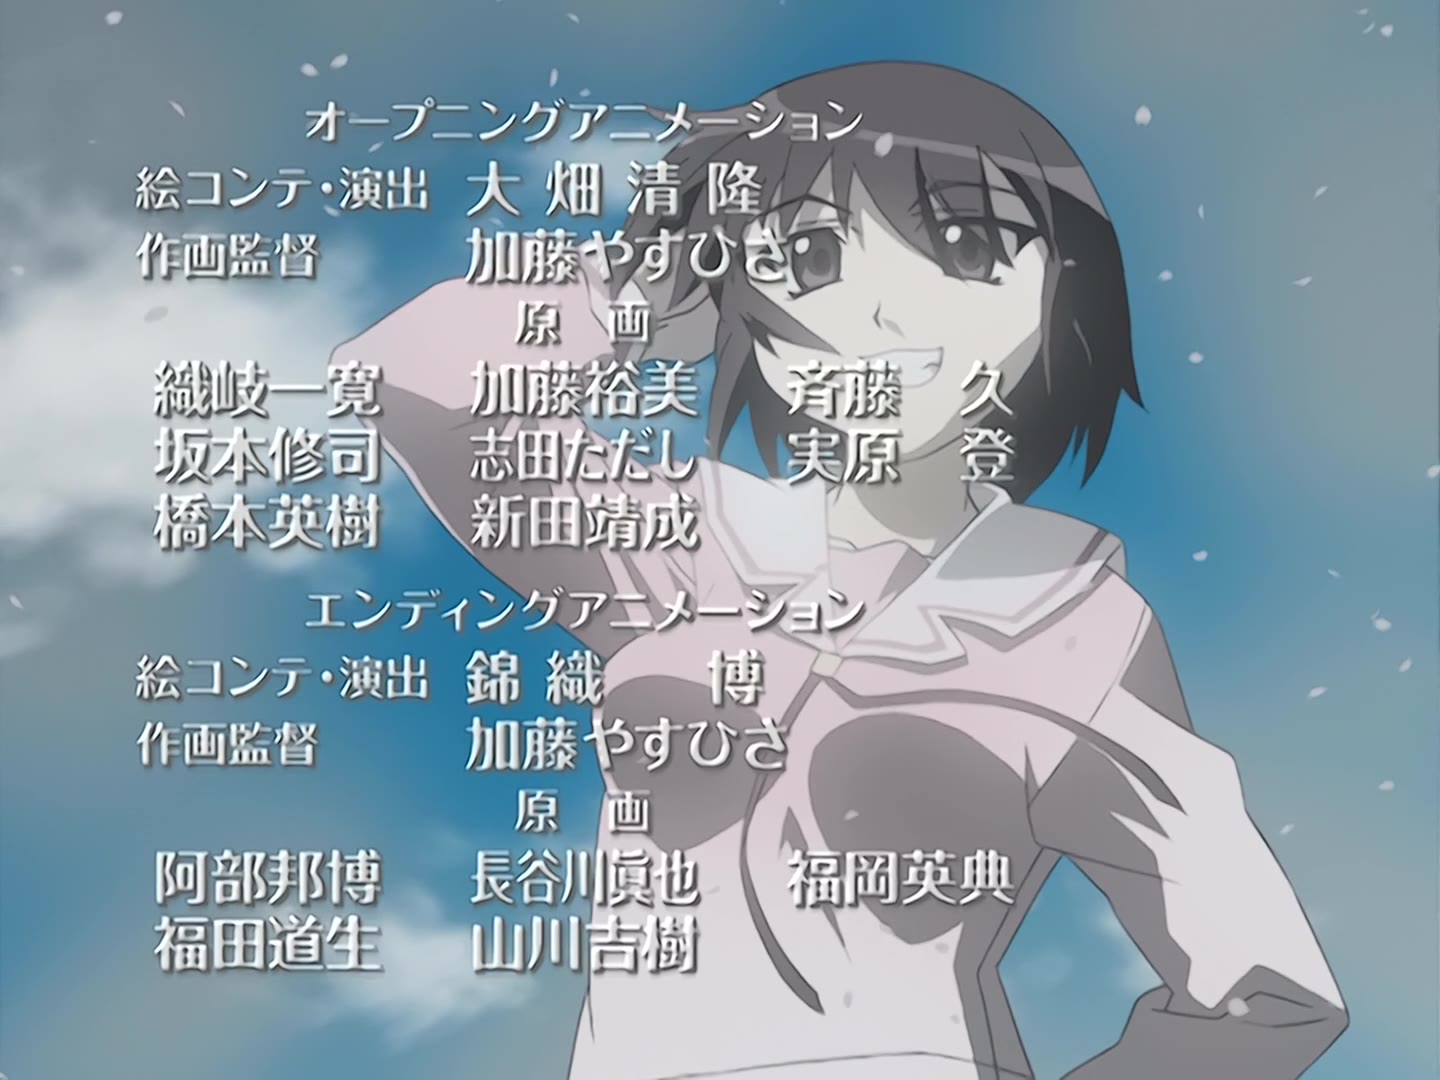 オープニングアニメーション
絵コンテ・演出 大畑清隆
作画監督 加藤やすひさ
原 画
織岐一寛 加藤裕美 斉藤 久
坂本修司 志田ただし 実原 登
橋本英樹 新田靖成
エンディングアニメーション
絵コンテ・演出 錦織 博
作画監督 加藤やすひさ
原 画
阿部邦博 長谷川眞也 福岡英典
福田道生 山川吉樹